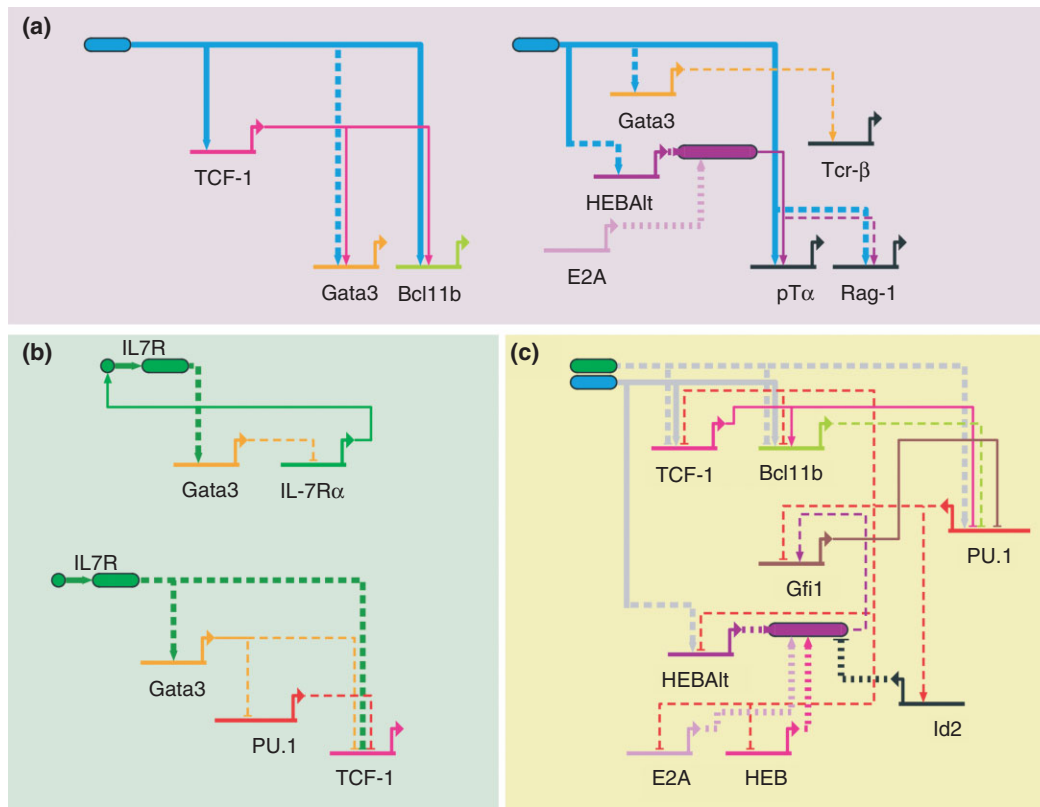 (a)
TCF-1
Gata3
Bcl11b
Gata3
Tcr-β
HEBAlt
E2A
pTα
Rag-1
(b)
IL7R
Gata3
IL-7Rα
IL7R
Gata3
PU.1
TCF-1
(c)
TCF-1
Bcl11b
PU.1
Gfi1
HEBAlt
Id2
E2A
HEB